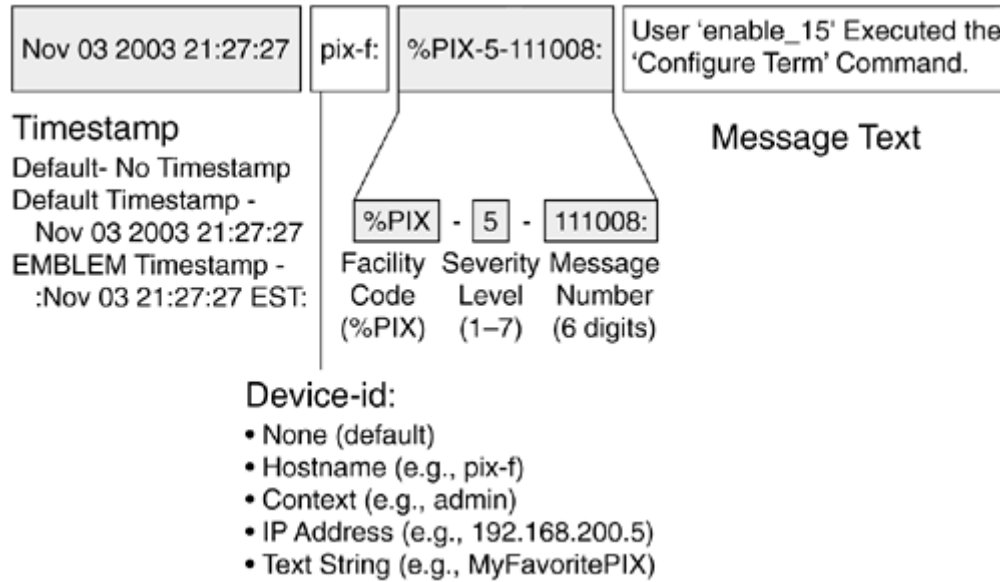 Nov 03 2003 21:27:27
pix-f:
%PIX-5-111008:
User 'enable_15' Executed the
'Configure Term' Command.
Timestamp
Default- No Timestamp
Default Timestamp -
Nov 03 2003 21:27:27
EMBLEM Timestamp -
:Nov 03 21:27:27 EST:
Message Text
%PIX - 5 - 111008:
Facility Severity Message
Code Level Number
(%PIX) (1–7) (6 digits)
Device-id:
• None (default)
• Hostname (e.g., pix-f)
• Context (e.g., admin)
• IP Address (e.g., 192.168.200.5)
• Text String (e.g., MyFavoritePIX)